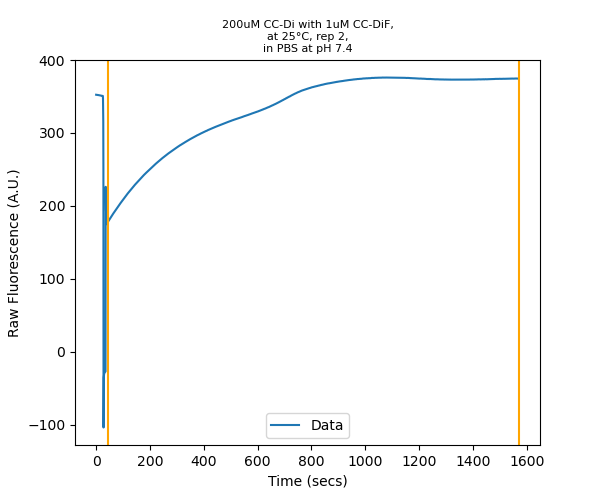 200uM CC-Di with 1uM CC-DiF,
at 25°C, rep 2,
in PBS at pH 7.4
400
300
200
100
0
−100
Raw Fluorescence (A.U.)
Data
0 200 400 600 800 1000 1200 1400 1600
Time (secs)